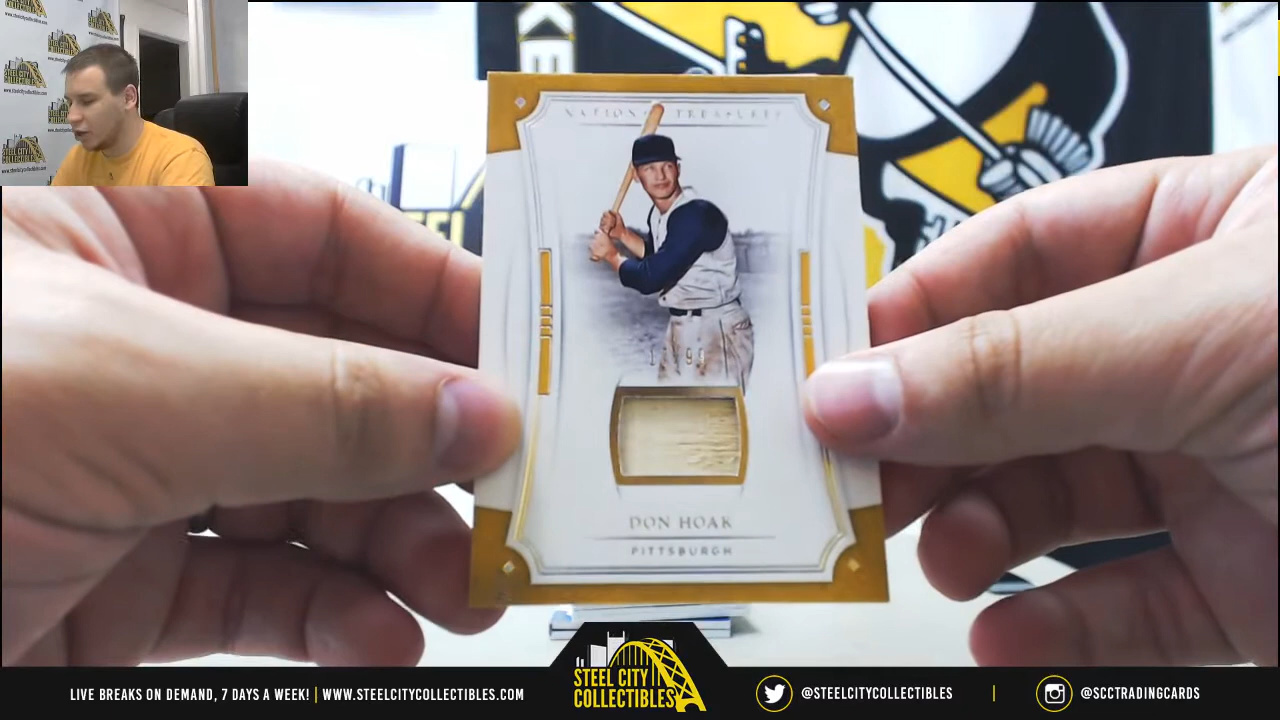 NATIONAL TREASURES
DON HOAK
PITTSBURGH
STEEL CITY
COLLECTIBLES
LIVE BREAKS ON DEMAND, 7 DAYS A WEEK! | WWW.STEELCITYCOLLECTIBLES.COM
@STEELCITYCOLLECTIBLES | @SCCTRADINGCARDS